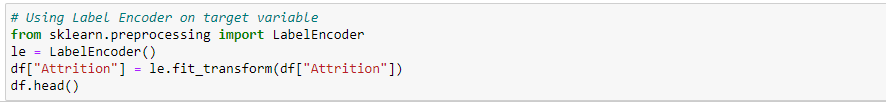 # Using Label Encoder on target variable
from sklearn.preprocessing import LabelEncoder
le = LabelEncoder()
df["Attrition"] = le.fit_transform(df["Attrition"])
df.head()